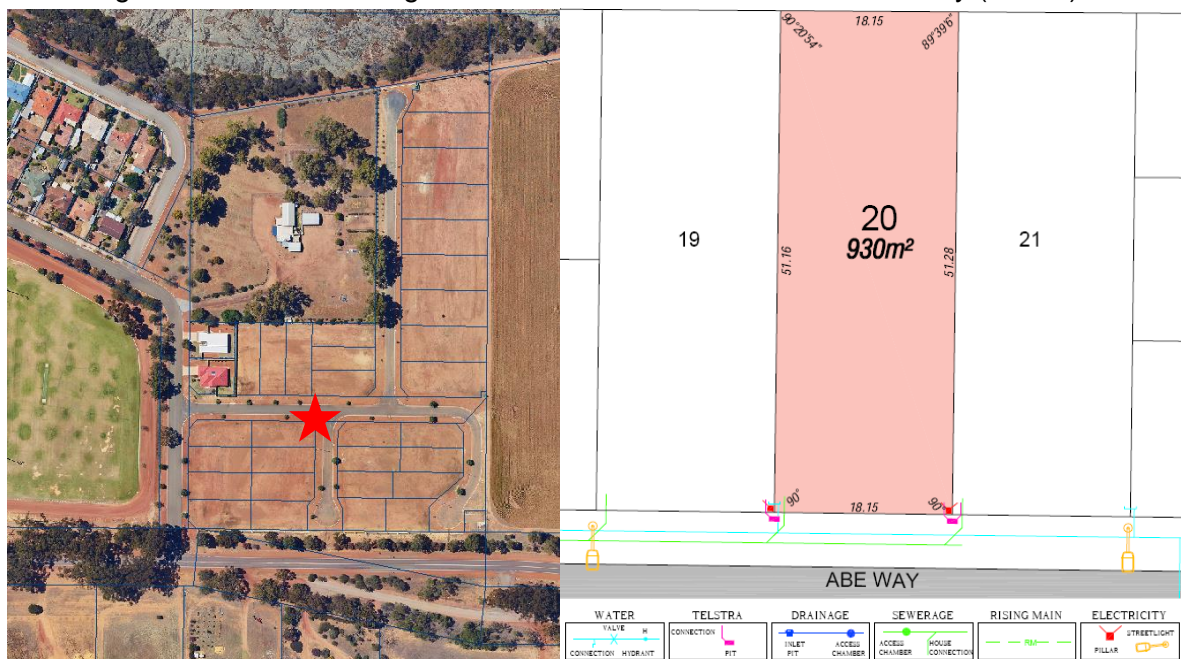 18.15
90°20'54"
89°39'6"
20
930m²
19
21
51.16
51.28
90°
18.15
90°
ABE WAY
WATER
VALVE
H
CONNECTION
HYDRANT
TELSTRA
CONNECTION
PIT
DRAINAGE
INLET
PIT
ACCESS
CHAMBER
SEWERAGE
ACCESS
CHAMBER
HOUSE
CONNECTION
RISING MAIN
RM
ELECTRICITY
STREETLIGHT
PILLAR